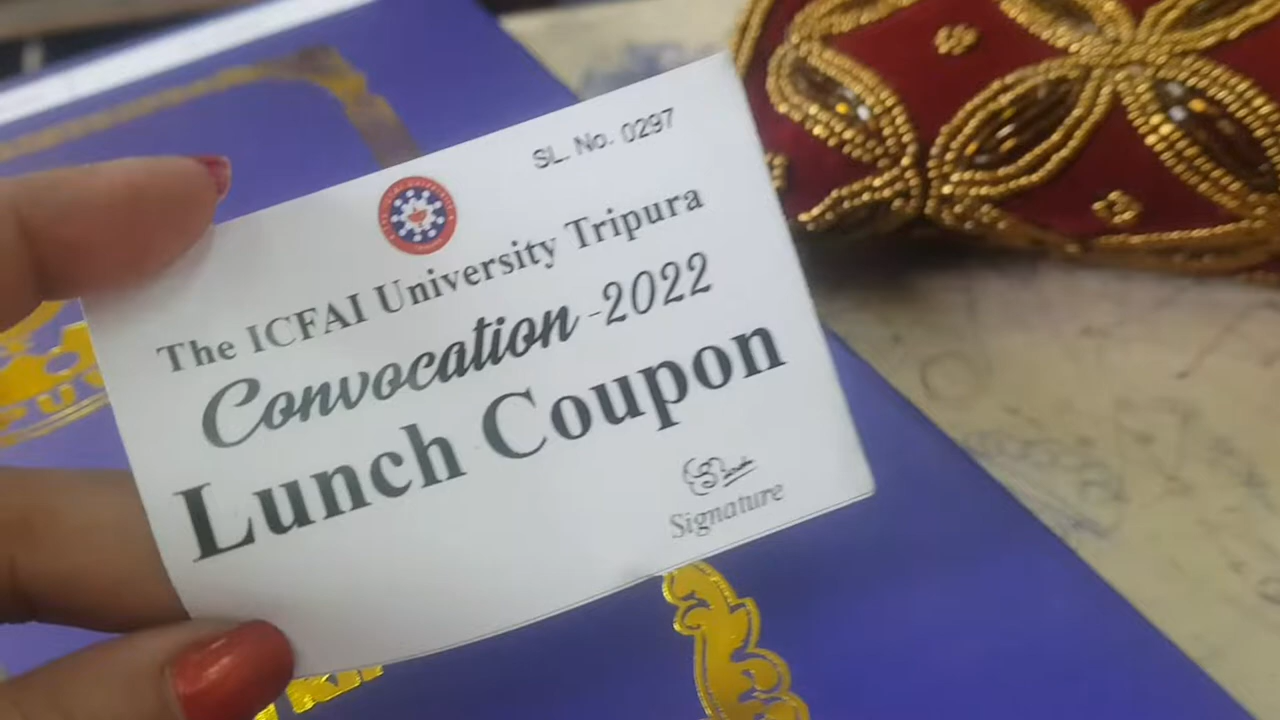 SL. No. 0297
The ICFAI University Tripura
Convocation -2022
Lunch Coupon
Signature